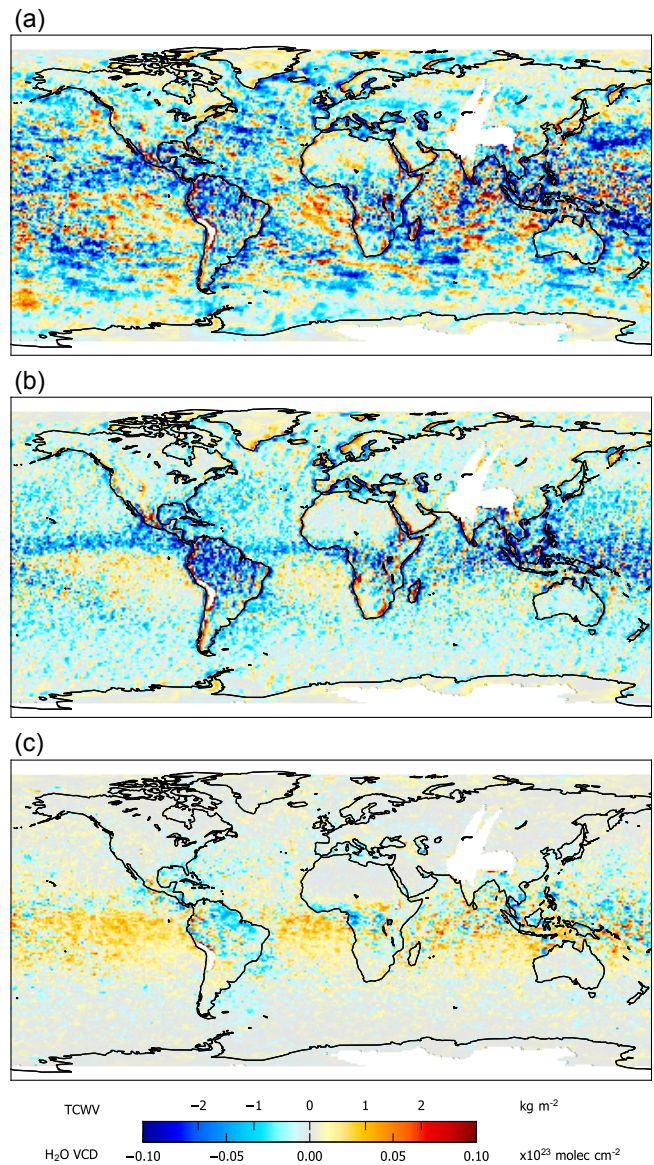 (a)
(b)
(c)
TCWV −2 −1 0 1 2 kg m⁻²
H₂O VCD −0.10 −0.05 0.00 0.05 0.10 x10²³ molec cm⁻²